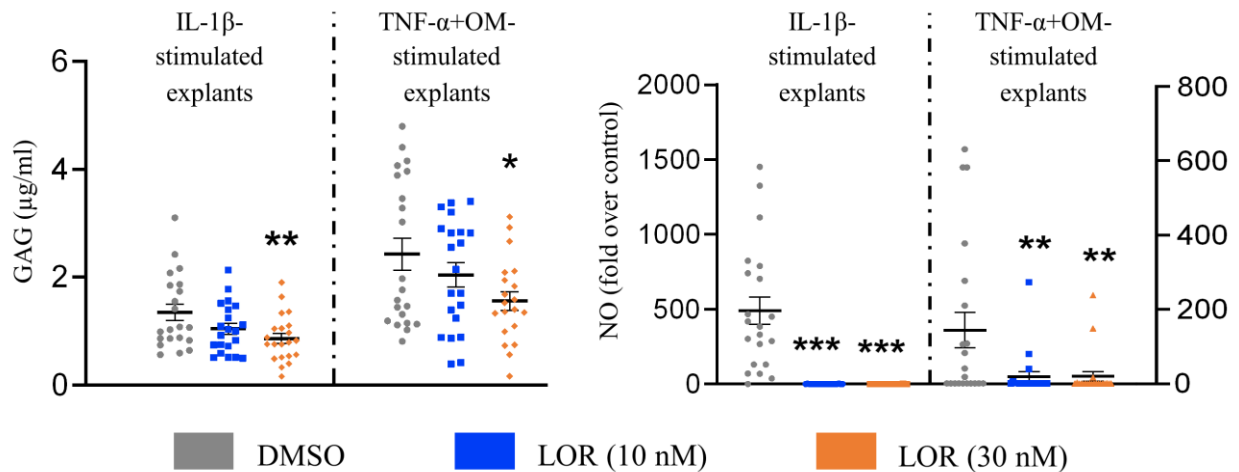 IL-1β-
stimulated
explants
TNF-α+OM-
stimulated
explants
GAG (µg/ml)
6
4
2
0
**
*
IL-1β-
stimulated
explants
TNF-α+OM-
stimulated
explants
NO (fold over control)
2000
1500
1000
500
0
***
***
**
**
800
600
400
200
0
DMSO
LOR (10 nM)
LOR (30 nM)